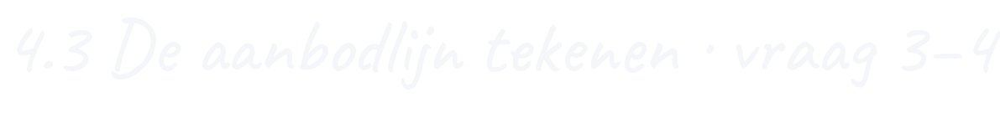 4.3 De aanbodlijn tekenen · vraag 3–4